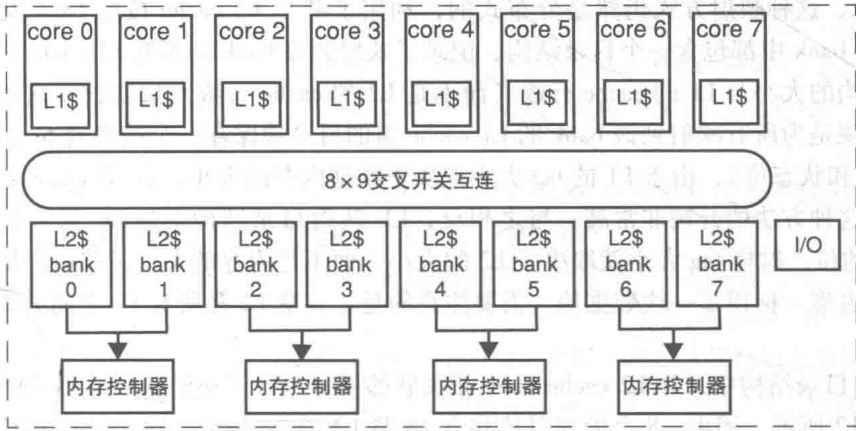 core 0 core 1 core 2 core 3 core 4 core 5 core 6 core 7
L1$ L1$ L1$ L1$ L1$ L1$ L1$ L1$
8×9交叉开关互连
L2$ L2$ L2$ L2$ L2$ L2$ L2$ L2$
bank bank bank bank bank bank bank bank I/O
0 1 2 3 4 5 6 7
内存控制器 内存控制器 内存控制器 内存控制器